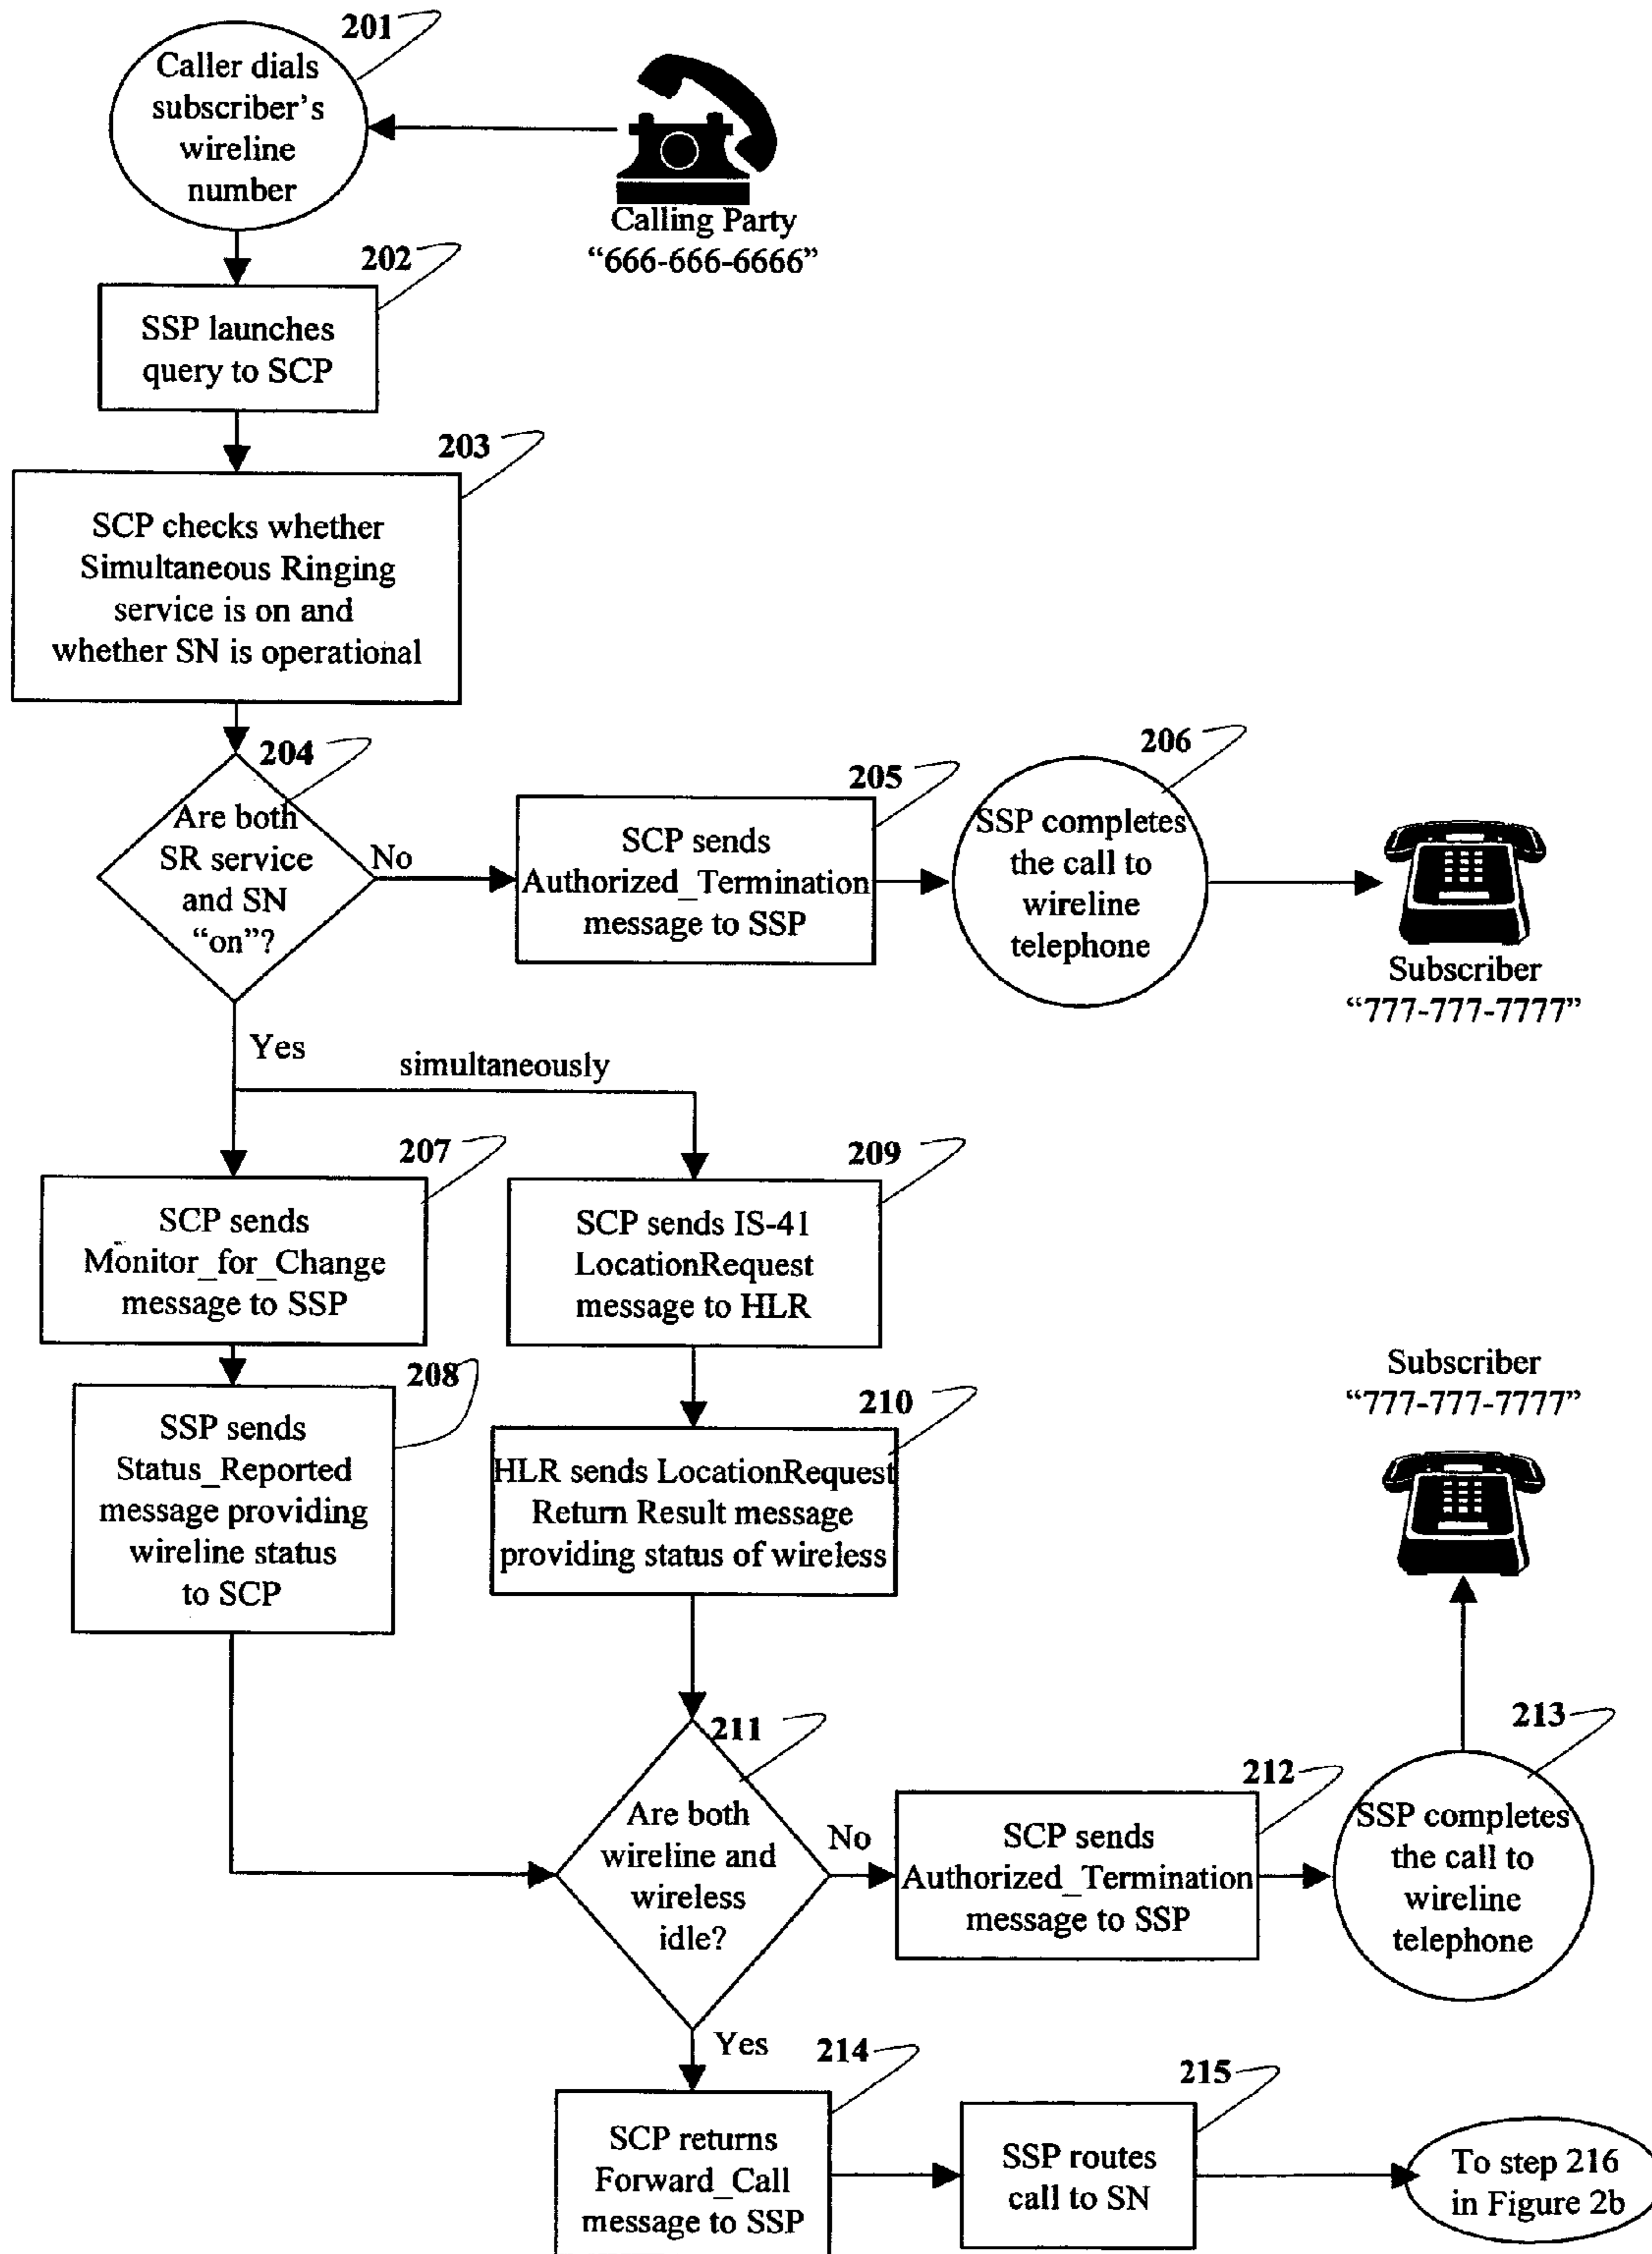 201
Caller dials
subscriber's
wireline
number
Calling Party
“666-666-6666”
202
SSP launches
query to SCP
203
SCP checks whether
Simultaneous Ringing
service is on and
whether SN is operational
204
Are both
SR service
and SN
“on”?
No
205
SCP sends
Authorized_Termination
message to SSP
206
SSP completes
the call to
wireline
telephone
Subscriber
“777-777-7777”
Yes
simultaneously
207
SCP sends
Monitor_for_Change
message to SSP
209
SCP sends IS-41
LocationRequest
message to HLR
208
SSP sends
Status_Reported
message providing
wireline status
to SCP
210
HLR sends LocationRequest
Return Result message
providing status of wireless
Subscriber
“777-777-7777”
211
Are both
wireline and
wireless
idle?
No
212
SCP sends
Authorized_Termination
message to SSP
213
SSP completes
the call to
wireline
telephone
Yes
214
SCP returns
Forward_Call
message to SSP
215
SSP routes
call to SN
To step 216
in Figure 2b